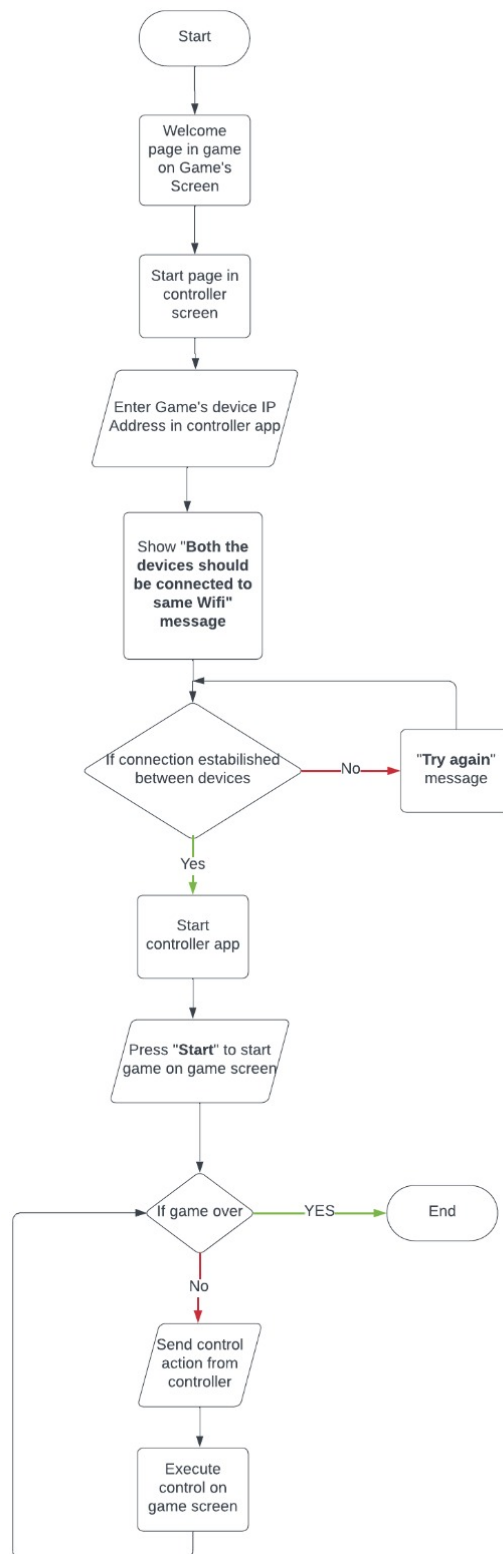 Start
Welcome
page in game
on Game's
Screen
Start page in
controller
screen
Enter Game's device IP
Address in controller app
Show "Both the
devices should
be connected to
same Wifi"
message
If connection estabilished
between devices
No
"Try again"
message
Yes
Start
controller app
Press "Start" to start
game on game screen
If game over
YES
End
No
Send control
action from
controller
Execute
control on
game screen